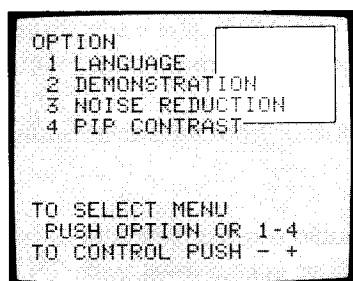 OPTION
1 LANGUAGE
2 DEMONSTRATION
3 NOISE REDUCTION
4 PIP CONTRAST
TO SELECT MENU
PUSH OPTION OR 1-4
TO CONTROL PUSH - +